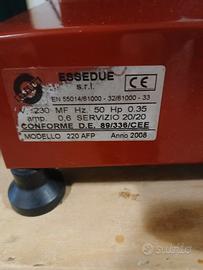 ESSEDUE
s.r.l.
CE
EN 55014/61000 - 32/61000 - 33
V. 230 MF Hz. 50 Hp 0.35
amp. 0,6 SERVIZIO 20/20
CONFORME D.E. 89/336/CEE
MODELLO 220 AFP Anno 2008
subito